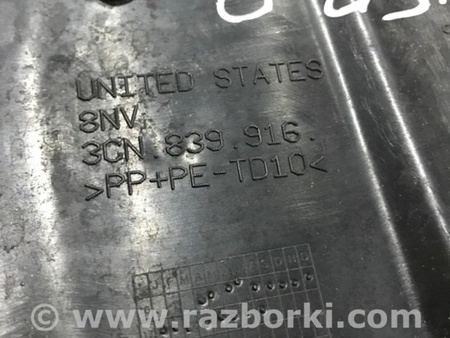 UNITED STATES
8NV
3CN.839.916.
>PP+PE-TD10<
www.razborki.com